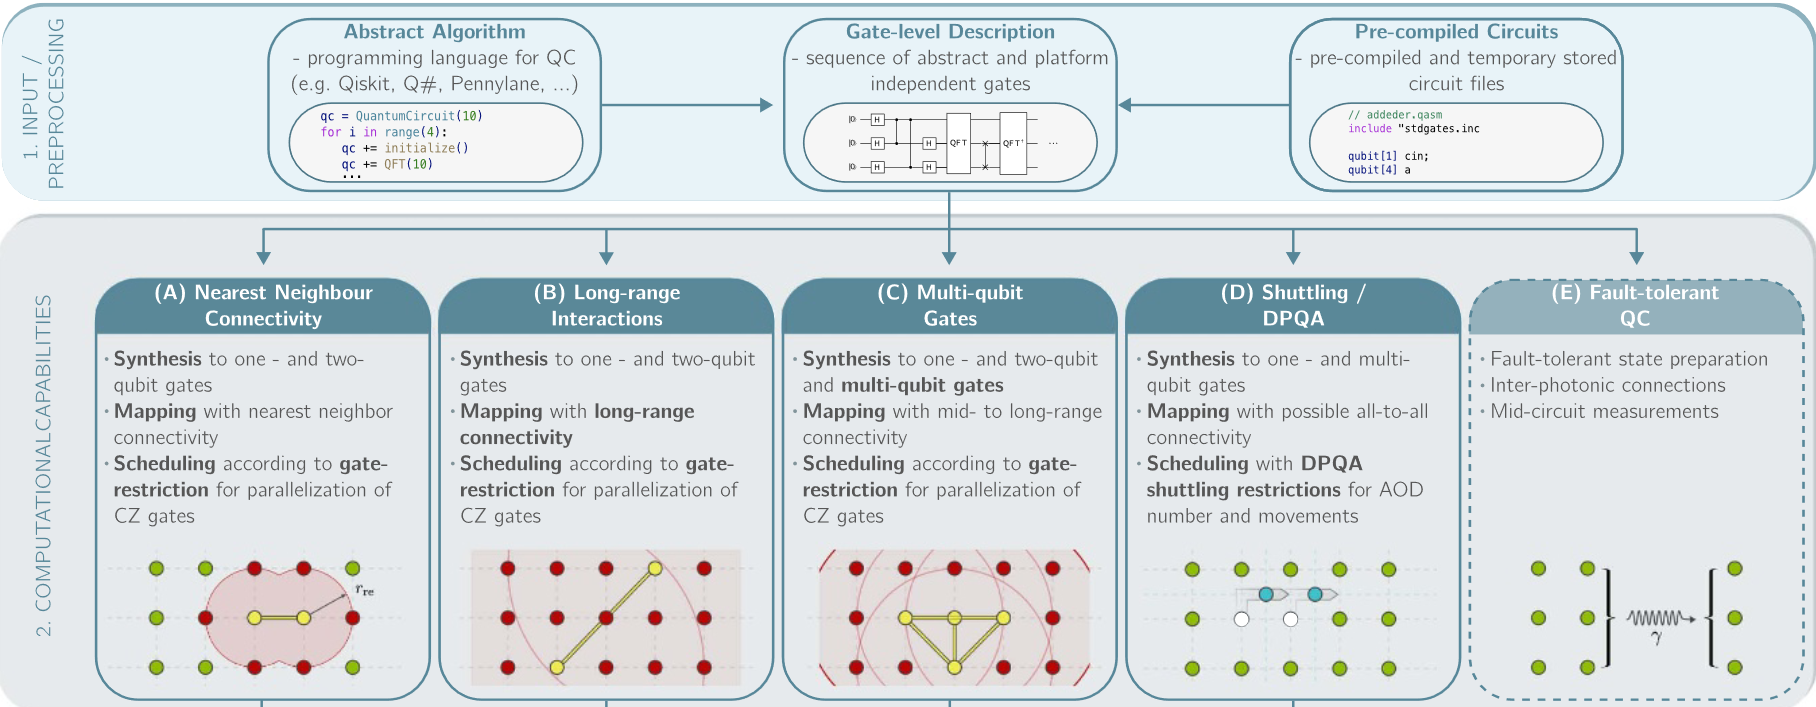 1. INPUT /
PREPROCESSING
Abstract Algorithm
- programming language for QC
(e.g. Qiskit, Q#, Pennylane, ...)
qc = QuantumCircuit(10)
for i in range(4):
qc += initialize()
qc += QFT(10)
...
Gate-level Description
- sequence of abstract and platform
independent gates
|0⟩ H
|0⟩ H H QFT QFT† ...
|0⟩ H H
Pre-compiled Circuits
- pre-compiled and temporary stored
circuit files
// addeder.qasm
include "stdgates.inc
qubit[1] cin;
qubit[4] a
2. COMPUTATIONALCAPABILITIES
(A) Nearest Neighbour
Connectivity
· Synthesis to one - and two-
qubit gates
· Mapping with nearest neighbor
connectivity
· Scheduling according to gate-
restriction for parallelization of
CZ gates
r_re
(B) Long-range
Interactions
· Synthesis to one - and two-qubit
gates
· Mapping with long-range
connectivity
· Scheduling according to gate-
restriction for parallelization of
CZ gates
(C) Multi-qubit
Gates
· Synthesis to one - and two-qubit
and multi-qubit gates
· Mapping with mid- to long-range
connectivity
· Scheduling according to gate-
restriction for parallelization of
CZ gates
(D) Shuttling /
DPQA
· Synthesis to one - and multi-
qubit gates
· Mapping with possible all-to-all
connectivity
· Scheduling with DPQA
shuttling restrictions for AOD
number and movements
(E) Fault-tolerant
QC
· Fault-tolerant state preparation
· Inter-photonic connections
· Mid-circuit measurements
γ